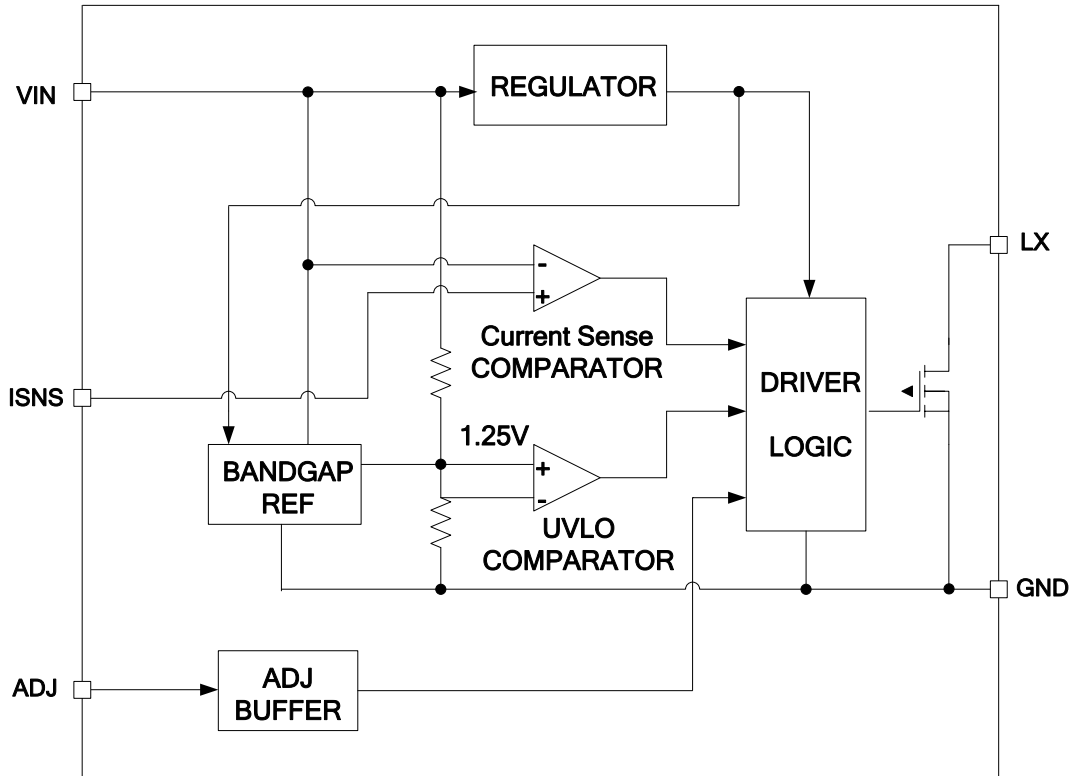 VIN
REGULATOR
LX
-
+
Current Sense
COMPARATOR
ISNS
DRIVER
LOGIC
1.25V
BANDGAP
REF
+
-
UVLO
COMPARATOR
GND
ADJ
ADJ
BUFFER